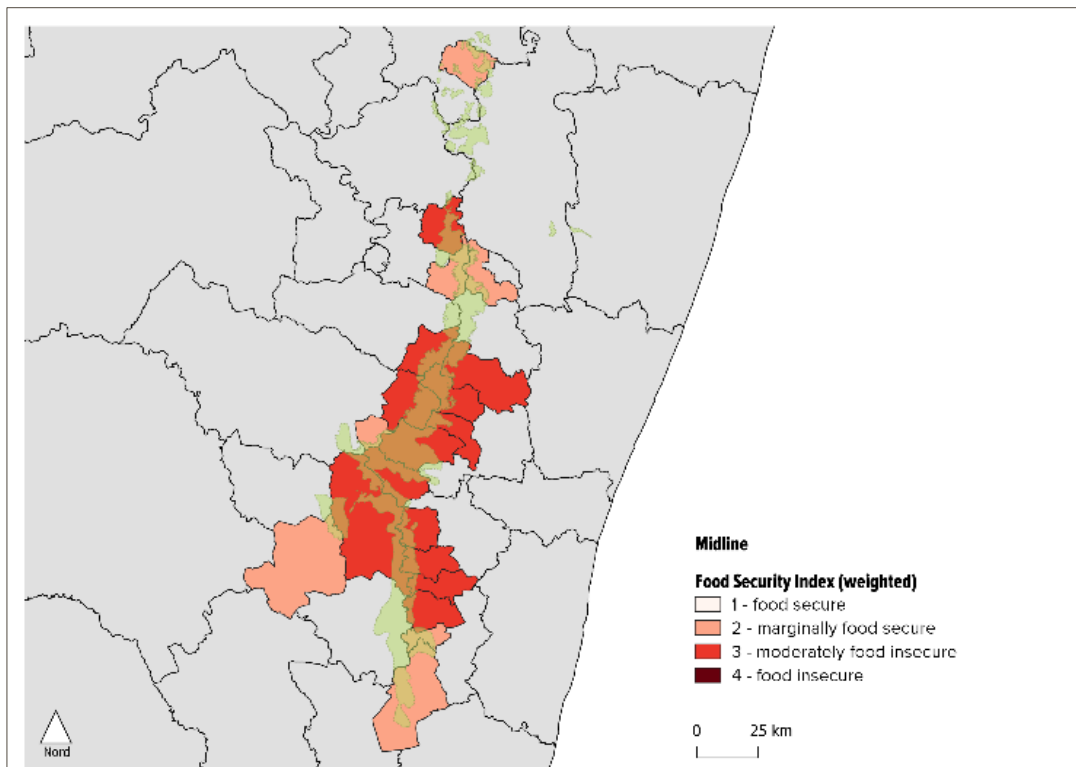 Midline
Food Security Index (weighted)
1 - food secure
2 - marginally food secure
3 - moderately food insecure
4 - food insecure
0 25 km
Nord